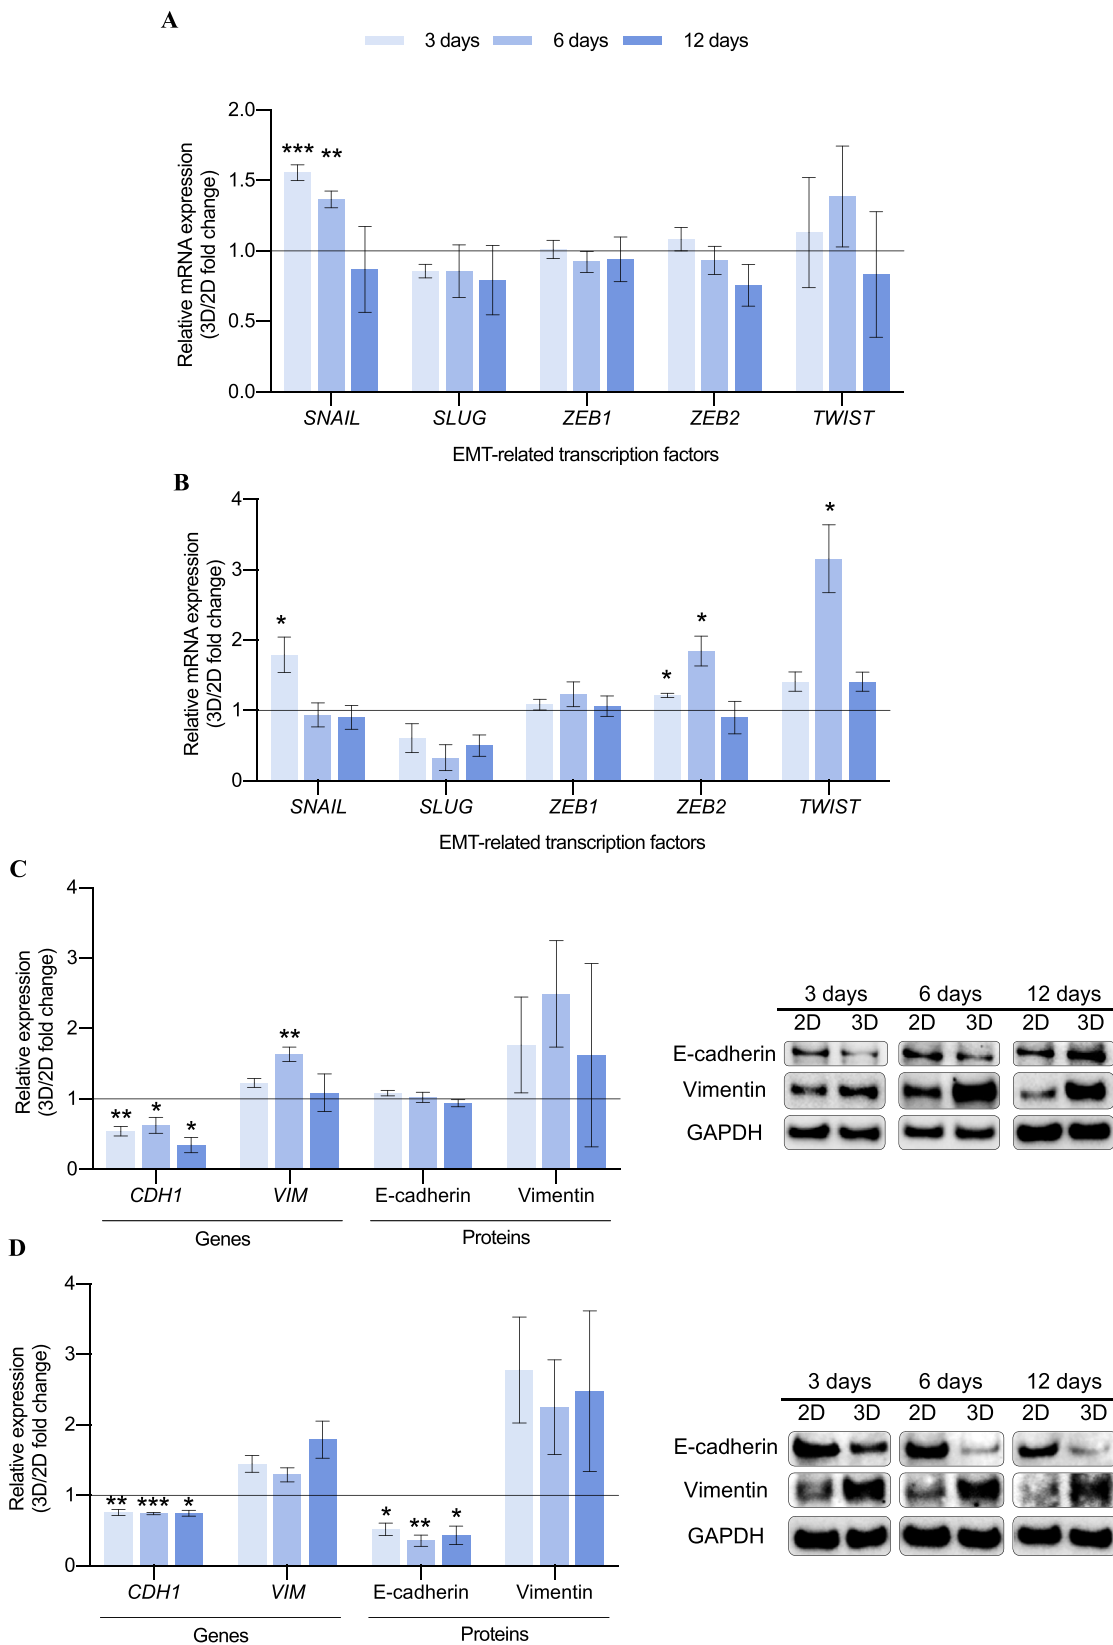 A
3 days 6 days 12 days
Relative mRNA expression
(3D/2D fold change)
2.0
1.5
1.0
0.5
0.0
*** **
SNAIL SLUG ZEB1 ZEB2 TWIST
EMT-related transcription factors
B
Relative mRNA expression
(3D/2D fold change)
4
3
2
1
0
* * * *
SNAIL SLUG ZEB1 ZEB2 TWIST
EMT-related transcription factors
C
Relative expression
(3D/2D fold change)
4
3
2
1
0
** * * **
CDH1 VIM E-cadherin Vimentin
Genes Proteins
3 days 6 days 12 days
2D 3D 2D 3D 2D 3D
E-cadherin
Vimentin
GAPDH
D
Relative expression
(3D/2D fold change)
4
3
2
1
0
** *** * * ** *
CDH1 VIM E-cadherin Vimentin
Genes Proteins
3 days 6 days 12 days
2D 3D 2D 3D 2D 3D
E-cadherin
Vimentin
GAPDH